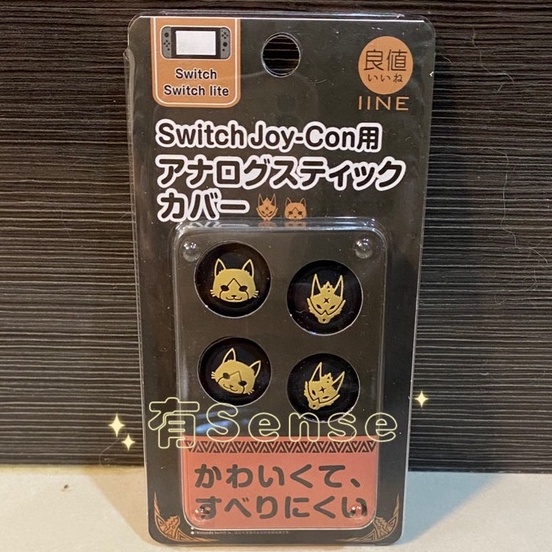 Switch
Switch lite
良値
いいね
IINE
Switch Joy-Con用
アナログスティック
カバー
有Sense
かわいくて、
すべりにくい